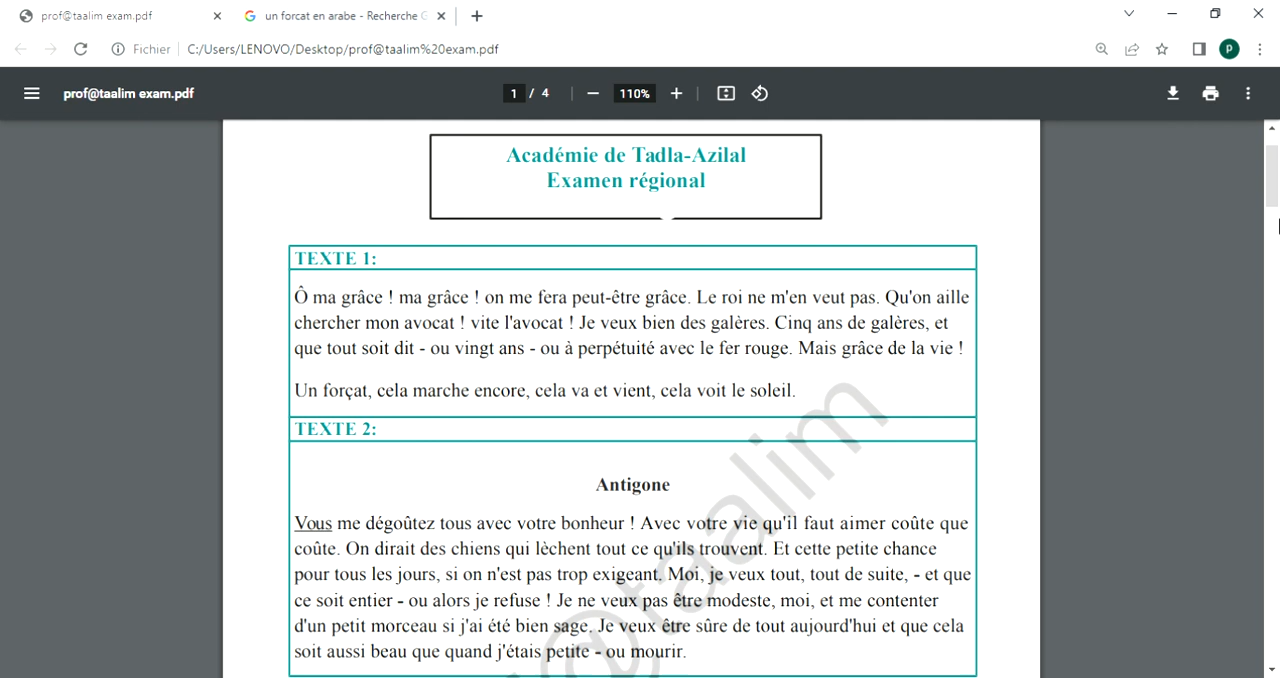 prof@taalim exam.pdf
un forcat en arabe - Recherche G
Fichier
C:/Users/LENOVO/Desktop/prof@taalim%20exam.pdf
P
prof@taalim exam.pdf
1 / 4
110%
Académie de Tadla-Azilal
Examen régional
TEXTE 1:
Ô ma grâce ! ma grâce ! on me fera peut-être grâce. Le roi ne m'en veut pas. Qu'on aille
chercher mon avocat ! vite l'avocat ! Je veux bien des galères. Cinq ans de galères, et
que tout soit dit - ou vingt ans - ou à perpétuité avec le fer rouge. Mais grâce de la vie !
Un forçat, cela marche encore, cela va et vient, cela voit le soleil.
TEXTE 2:
Antigone
Vous me dégoûtez tous avec votre bonheur ! Avec votre vie qu'il faut aimer coûte que
coûte. On dirait des chiens qui lèchent tout ce qu'ils trouvent. Et cette petite chance
pour tous les jours, si on n'est pas trop exigeant. Moi, je veux tout, tout de suite, - et que
ce soit entier - ou alors je refuse ! Je ne veux pas être modeste, moi, et me contenter
d'un petit morceau si j'ai été bien sage. Je veux être sûre de tout aujourd'hui et que cela
soit aussi beau que quand j'étais petite - ou mourir.
@taalim